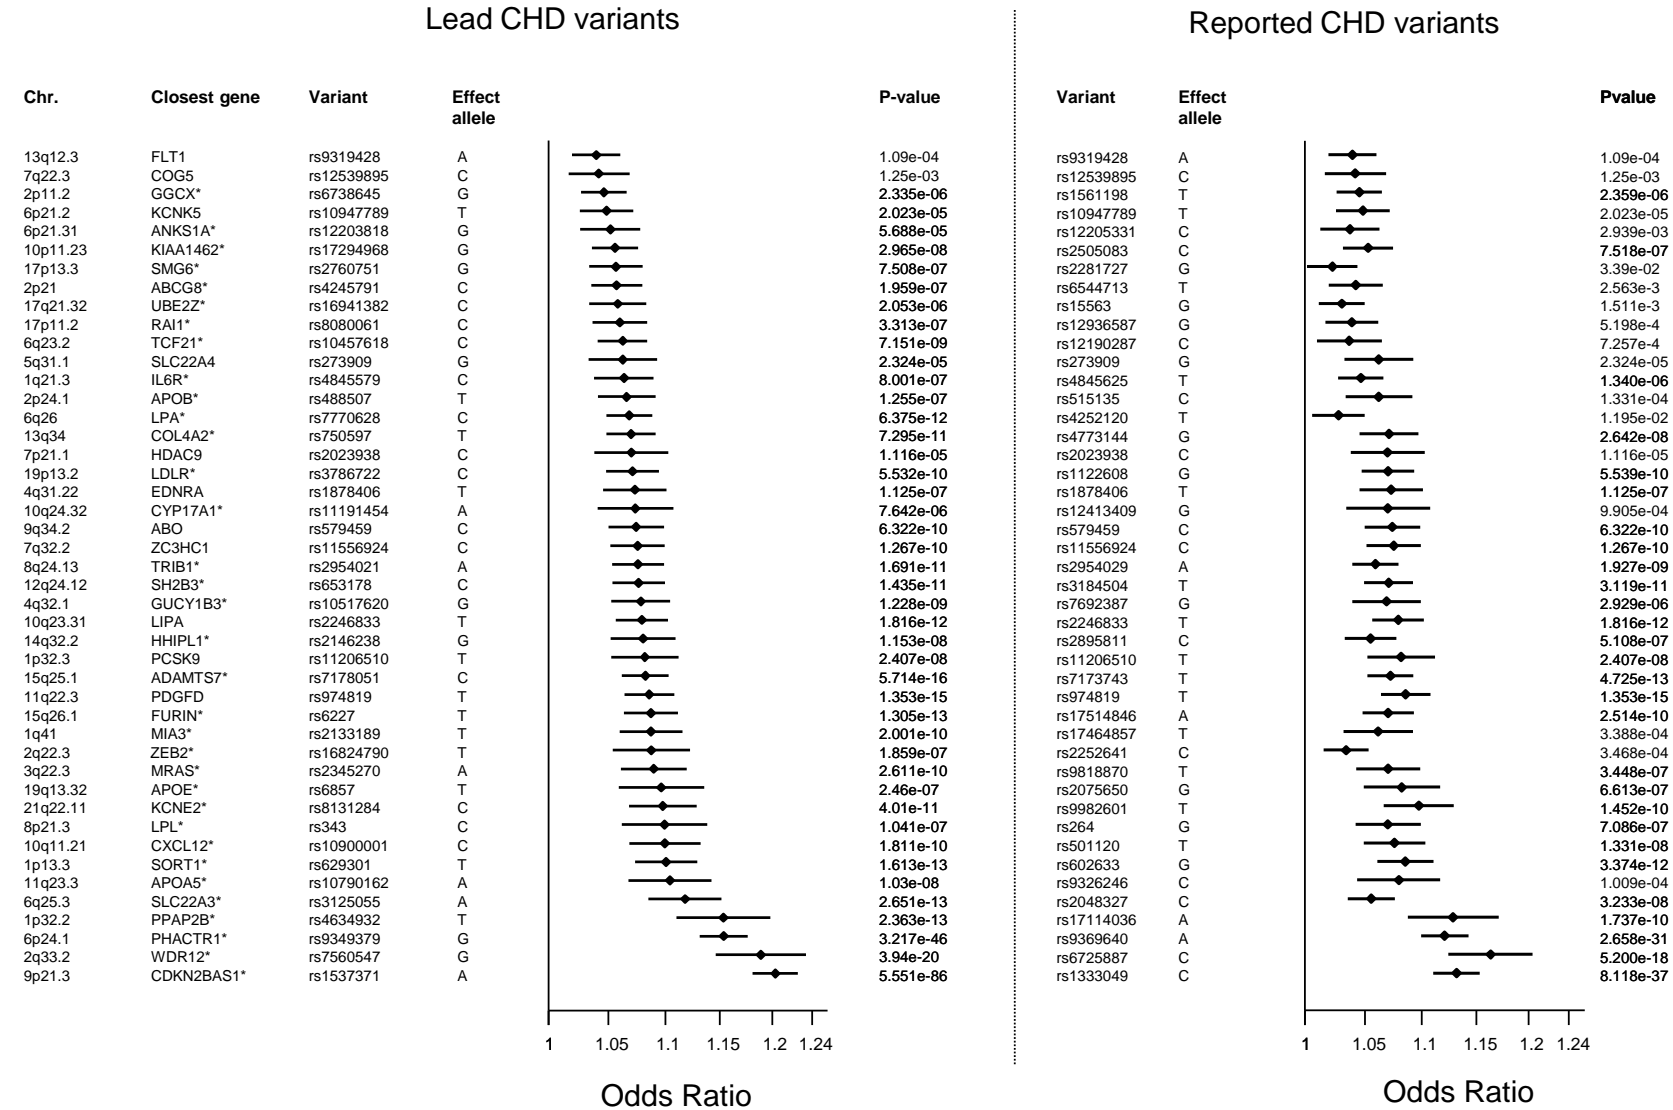 Lead CHD variants Reported CHD variants
Chr. Closest gene Variant Effect allele P-value Variant Effect allele Pvalue
13q12.3 FLT1 rs9319428 A 1.09e-04 rs9319428 A 1.09e-04
7q22.3 COG5 rs12539895 C 1.25e-03 rs12539895 C 1.25e-03
2p11.2 GGCX* rs6738645 G 2.335e-06 rs1561198 T 2.359e-06
6p21.2 KCNK5 rs10947789 T 2.023e-05 rs10947789 T 2.023e-05
6p21.31 ANKS1A* rs12203818 G 5.688e-05 rs12205331 C 2.939e-03
10p11.23 KIAA1462* rs17294968 G 2.965e-08 rs2505083 C 7.518e-07
17p13.3 SMG6* rs2760751 G 7.508e-07 rs2281727 G 3.39e-02
2p21 ABCG8* rs4245791 C 1.959e-07 rs6544713 T 2.563e-3
17q21.32 UBE2Z* rs16941382 C 2.053e-06 rs15563 G 1.511e-3
17p11.2 RAI1* rs8080061 C 3.313e-07 rs12936587 G 5.198e-4
6q23.2 TCF21* rs10457618 C 7.151e-09 rs12190287 C 7.257e-4
5q31.1 SLC22A4 rs273909 G 2.324e-05 rs273909 G 2.324e-05
1q21.3 IL6R* rs4845579 C 8.001e-07 rs4845625 T 1.340e-06
2p24.1 APOB* rs488507 T 1.255e-07 rs515135 C 1.331e-04
6q26 LPA* rs7770628 C 6.375e-12 rs4252120 T 1.195e-02
13q34 COL4A2* rs750597 T 7.295e-11 rs4773144 G 2.642e-08
7p21.1 HDAC9 rs2023938 C 1.116e-05 rs2023938 C 1.116e-05
19p13.2 LDLR* rs3786722 C 5.532e-10 rs1122608 G 5.539e-10
4q31.22 EDNRA rs1878406 T 1.125e-07 rs1878406 T 1.125e-07
10q24.32 CYP17A1* rs11191454 A 7.642e-06 rs12413409 G 9.905e-04
9q34.2 ABO rs579459 C 6.322e-10 rs579459 C 6.322e-10
7q32.2 ZC3HC1 rs11556924 C 1.267e-10 rs11556924 C 1.267e-10
8q24.13 TRIB1* rs2954021 A 1.691e-11 rs2954029 A 1.927e-09
12q24.12 SH2B3* rs653178 C 1.435e-11 rs3184504 T 3.119e-11
4q32.1 GUCY1B3* rs10517620 G 1.228e-09 rs7692387 G 2.929e-06
10q23.31 LIPA rs2246833 T 1.816e-12 rs2246833 T 1.816e-12
14q32.2 HHIPL1* rs2146238 G 1.153e-08 rs2895811 C 5.108e-07
1p32.3 PCSK9 rs11206510 T 2.407e-08 rs11206510 T 2.407e-08
15q25.1 ADAMTS7* rs7178051 C 5.714e-16 rs7173743 T 4.725e-13
11q22.3 PDGFD rs974819 T 1.353e-15 rs974819 T 1.353e-15
15q26.1 FURIN* rs6227 T 1.305e-13 rs17514846 A 2.514e-10
1q41 MIA3* rs2133189 T 2.001e-10 rs17464857 T 3.388e-04
2q22.3 ZEB2* rs16824790 T 1.859e-07 rs2252641 C 3.468e-04
3q22.3 MRAS* rs2345270 A 2.611e-10 rs9818870 T 3.448e-07
19q13.32 APOE* rs6857 T 2.46e-07 rs2075650 G 6.613e-07
21q22.11 KCNE2* rs8131284 C 4.01e-11 rs9982601 T 1.452e-10
8p21.3 LPL* rs343 C 1.041e-07 rs264 G 7.086e-07
10q11.21 CXCL12* rs10900001 C 1.811e-10 rs501120 T 1.331e-08
1p13.3 SORT1* rs629301 T 1.613e-13 rs602633 G 3.374e-12
11q23.3 APOA5* rs10790162 A 1.03e-08 rs9326246 C 1.009e-04
6q25.3 SLC22A3* rs3125055 A 2.651e-13 rs2048327 C 3.233e-08
1p32.2 PPAP2B* rs4634932 T 2.363e-13 rs17114036 A 1.737e-10
6p24.1 PHACTR1* rs9349379 G 3.217e-46 rs9369640 A 2.658e-31
2q33.2 WDR12* rs7560547 G 3.94e-20 rs6725887 C 5.200e-18
9p21.3 CDKN2BAS1* rs1537371 A 5.551e-86 rs1333049 C 8.118e-37
1 1.05 1.1 1.15 1.2 1.24 1 1.05 1.1 1.15 1.2 1.24
Odds Ratio Odds Ratio